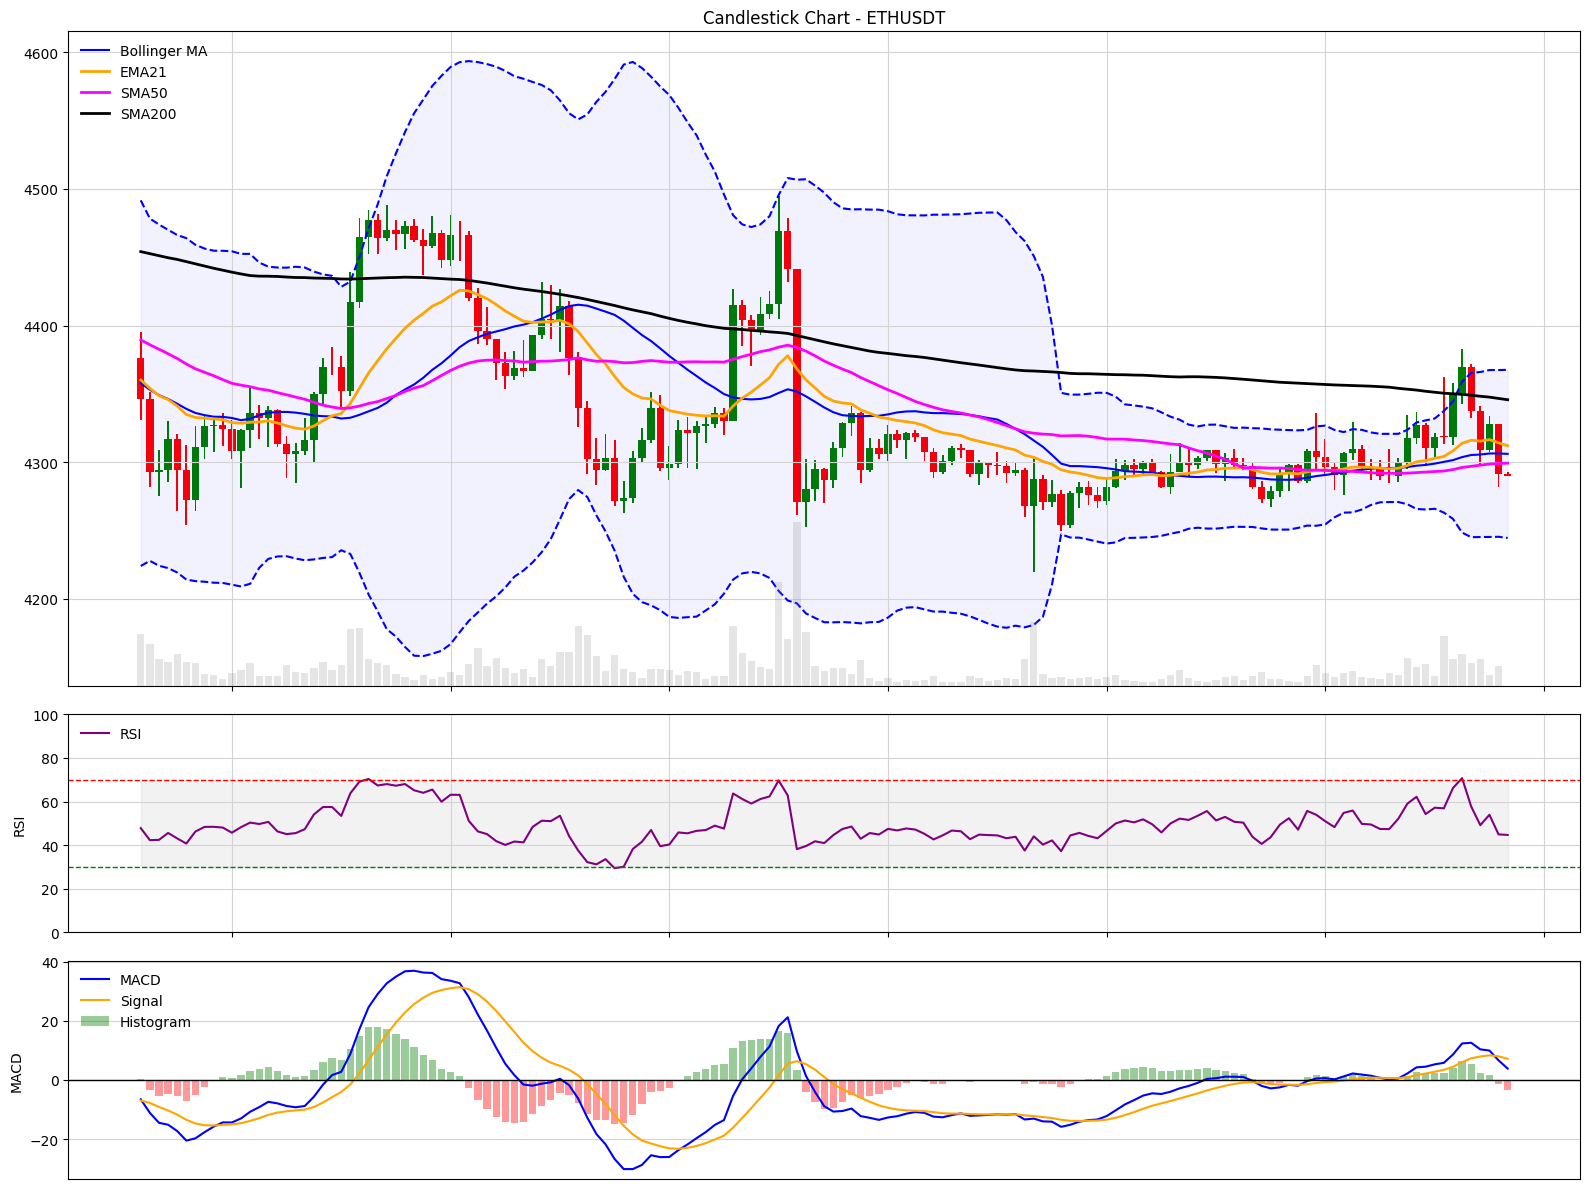 Candlestick Chart - ETHUSDT
Bollinger MA
EMA21
SMA50
SMA200
4600
4500
4400
4300
4200
RSI
100
80
60
40
20
0
RSI
MACD
Signal
Histogram
40
20
0
−20
MACD